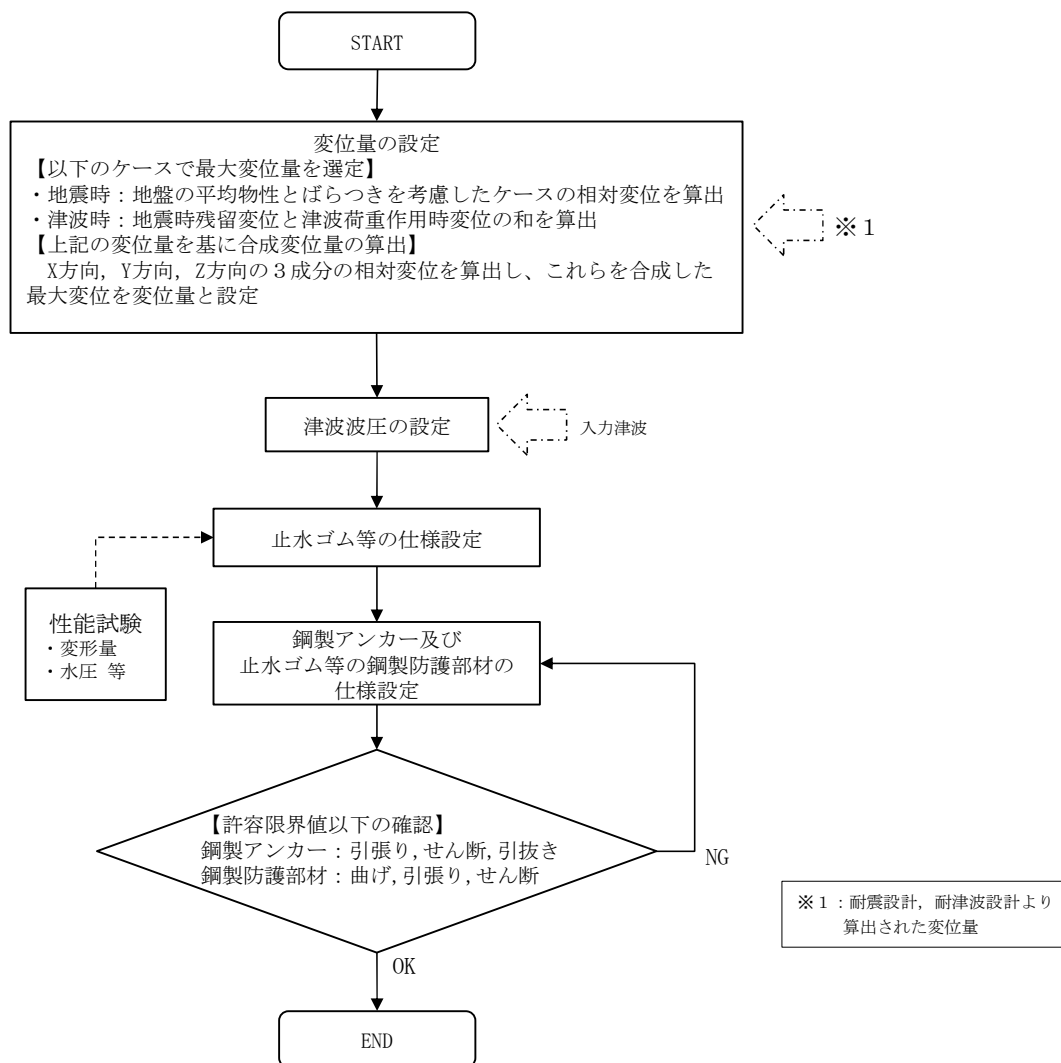 START
変位量の設定
【以下のケースで最大変位量を選定】
・地震時：地盤の平均物性とばらつきを考慮したケースの相対変位を算出
・津波時：地震時残留変位と津波荷重作用時変位の和を算出
【上記の変位量を基に合成変位量の算出】
X方向，Y方向，Z方向の３成分の相対変位を算出し、これらを合成した
最大変位を変位量と設定
※１
津波波圧の設定
入力津波
止水ゴム等の仕様設定
性能試験
・変形量
・水圧 等
鋼製アンカー及び
止水ゴム等の鋼製防護部材の
仕様設定
【許容限界値以下の確認】
鋼製アンカー：引張り,せん断,引抜き
鋼製防護部材：曲げ,引張り,せん断
NG
※１：耐震設計，耐津波設計より
算出された変位量
OK
END